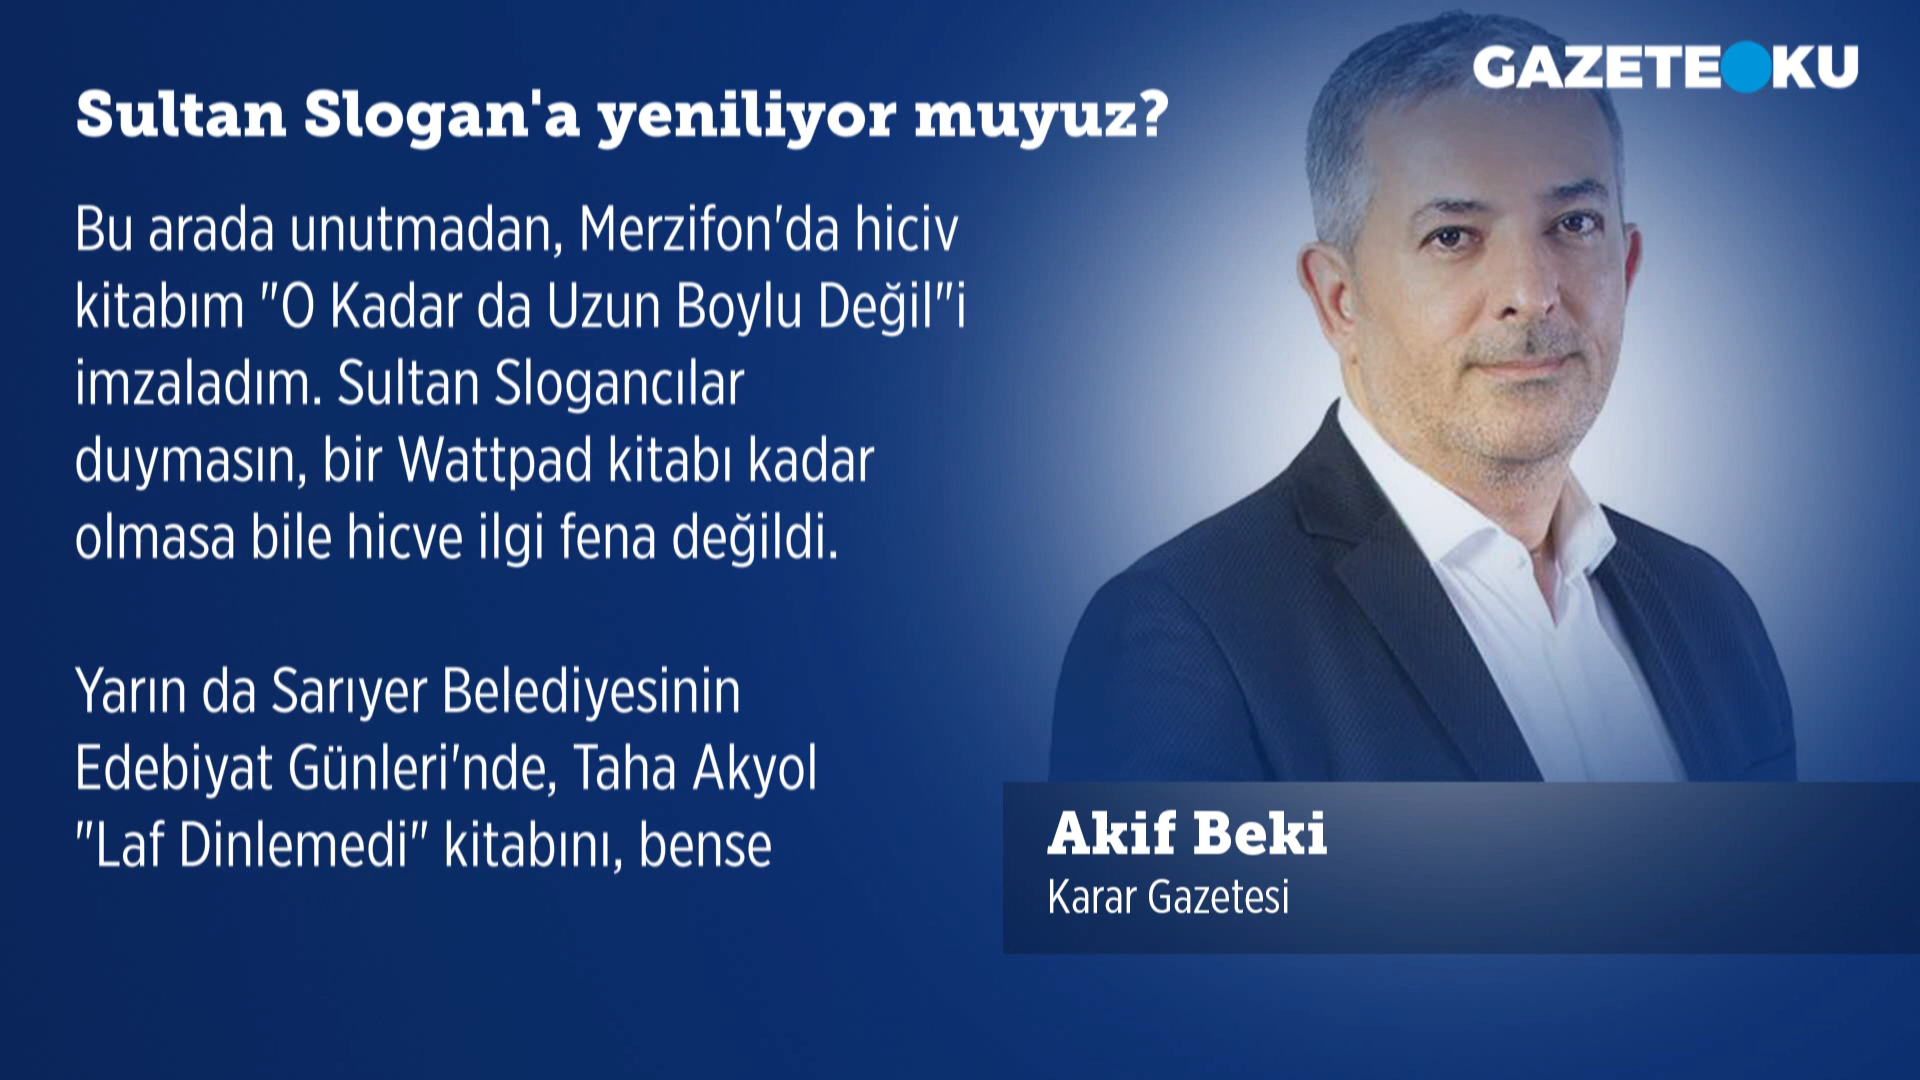 GAZETE KU
Sultan Slogan'a yeniliyor muyuz?
Bu arada unutmadan, Merzifon'da hiciv
kitabım "O Kadar da Uzun Boylu Değil"i
imzaladım. Sultan Slogancılar
duymasın, bir Wattpad kitabı kadar
olmasa bile hicve ilgi fena değildi.
Yarın da Sarıyer Belediyesinin
Edebiyat Günleri'nde, Taha Akyol
"Laf Dinlemedi" kitabını, bense
Akif Beki
Karar Gazetesi